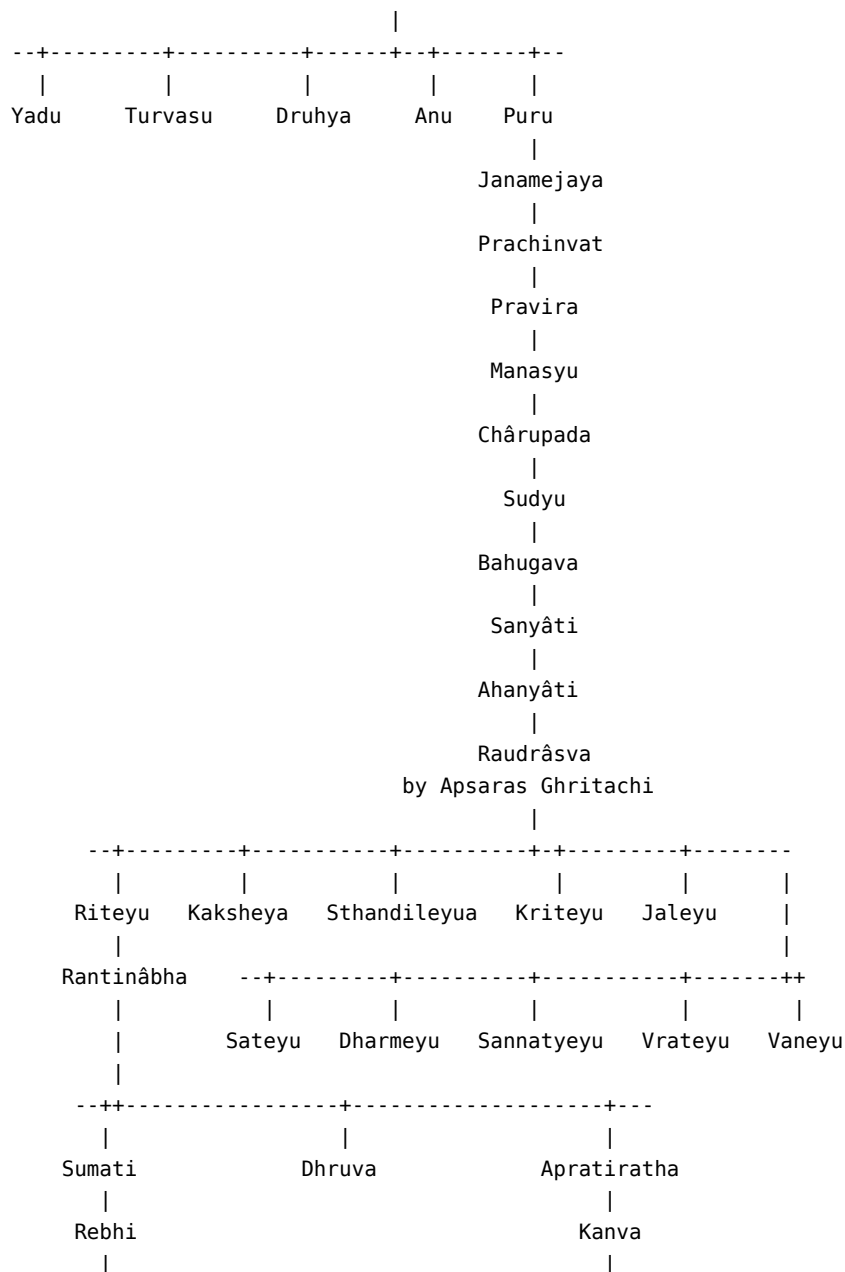 Yadu Turvasu Druhya Anu Puru
Janamejaya
Prachinvat
Pravira
Manasyu
Chârupada
Sudyu
Bahugava
Sanyâti
Ahanyâti
Raudrâsva
by Apsaras Ghritachi
Riteyu Kaksheya Sthandileyua Kriteyu Jaleyu
Rantinâbha
Sateyu Dharmeyu Sannatyeyu Vrateyu Vaneyu
Sumati Dhruva Apratiratha
Rebhi Kanva